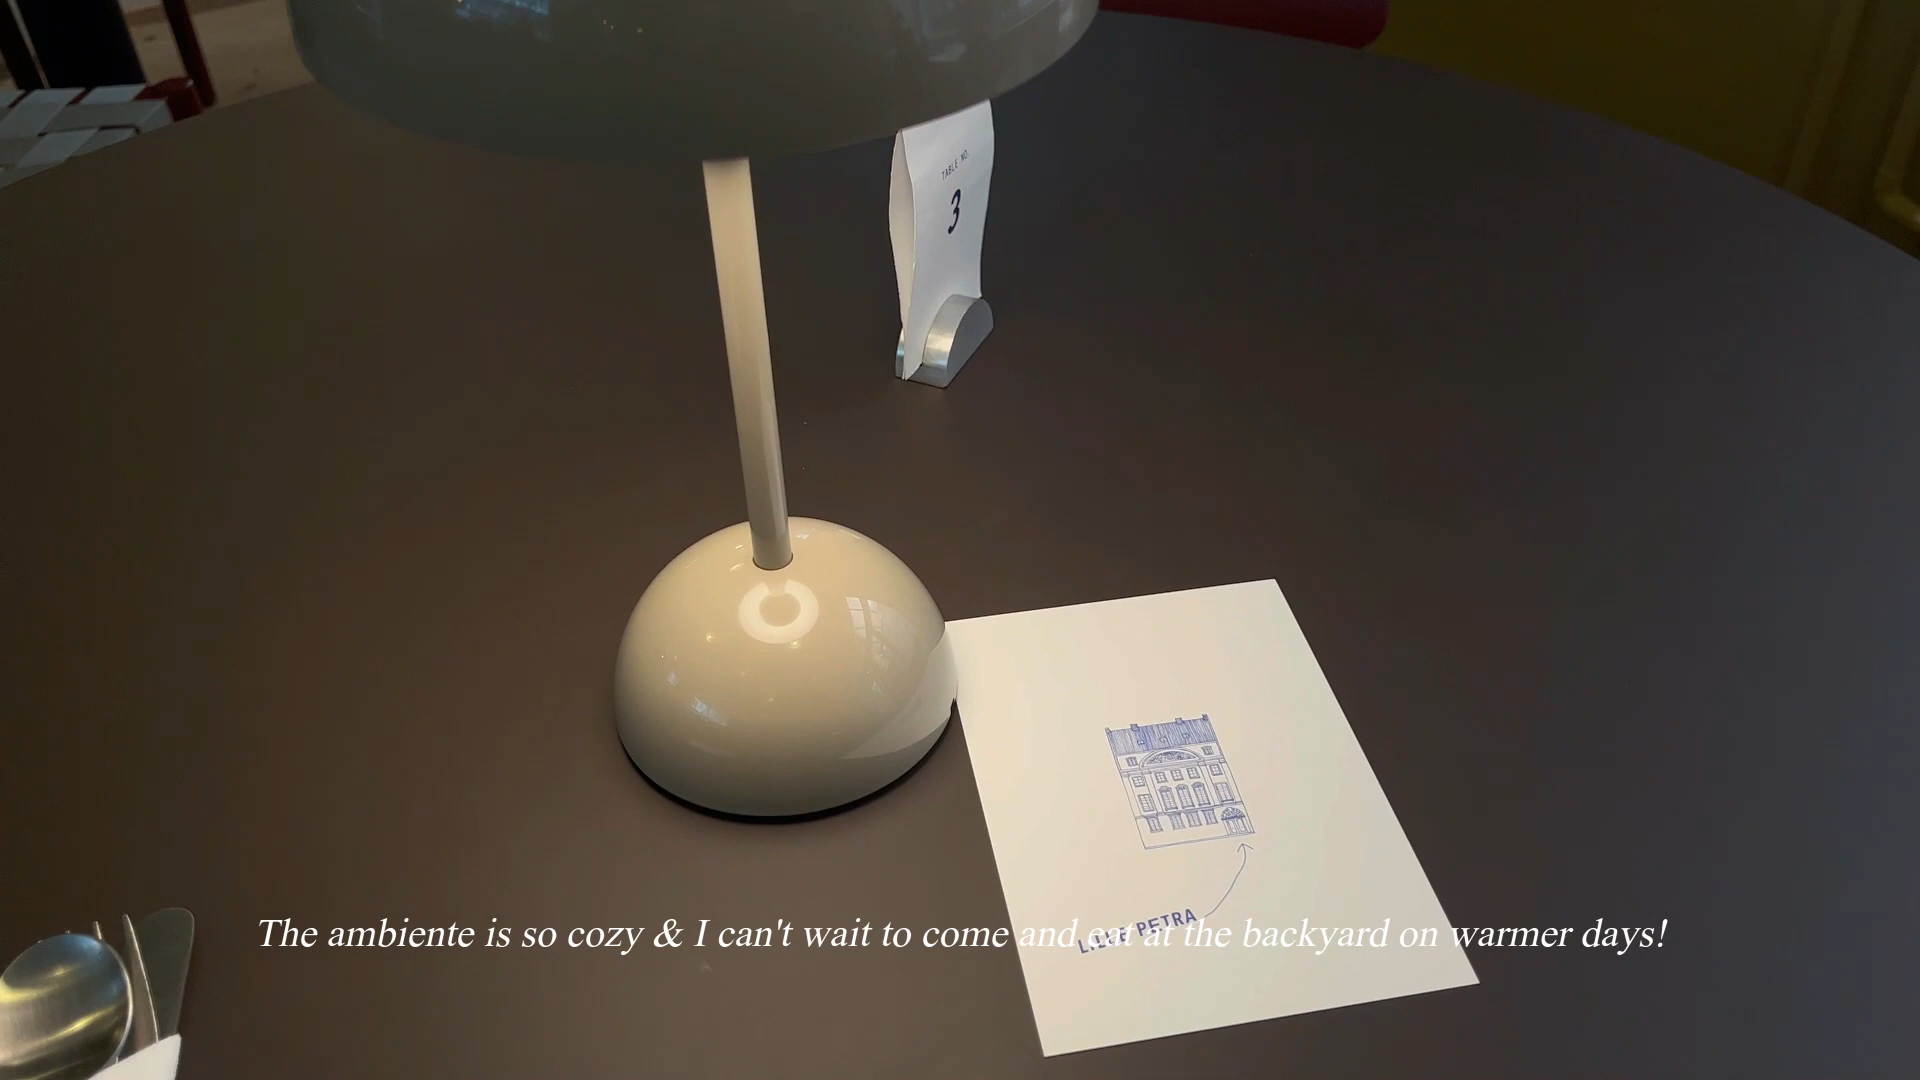 TABLE NO.
3
LILLE PETRA
The ambiente is so cozy & I can't wait to come and eat at the backyard on warmer days!